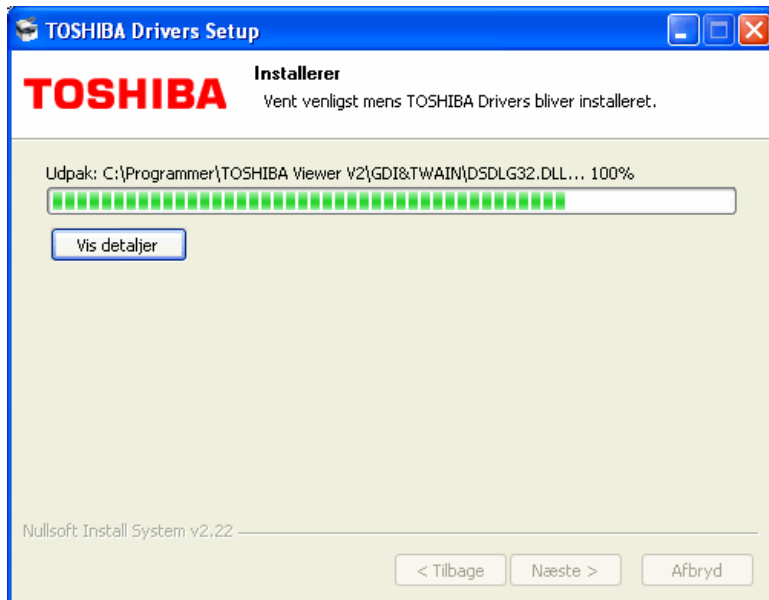 TOSHIBA Drivers Setup
TOSHIBA
Installerer
Vent venligst mens TOSHIBA Drivers bliver installeret.
Udpak: C:\Programmer\TOSHIBA Viewer V2\GDI&TWAIN\DSDLG32.DLL... 100%
Vis detaljer
Nullsoft Install System v2.22
< Tilbage
Næste >
Afbryd